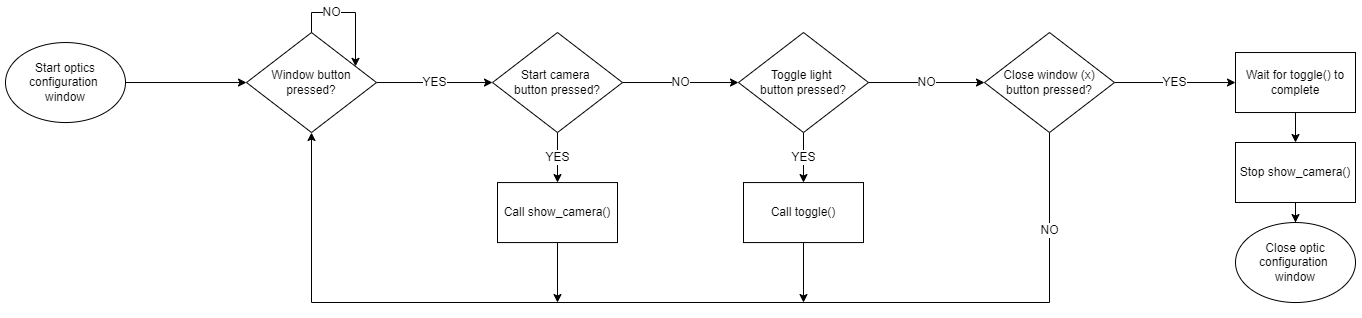 NO
Start optics
configuration
window
Window button
pressed?
YES
Start camera
button pressed?
NO
Toggle light
button pressed?
NO
Close window (x)
button pressed?
YES
Wait for toggle() to
complete
YES
YES
Stop show_camera()
Call show_camera()
Call toggle()
NO
Close optic
configuration
window